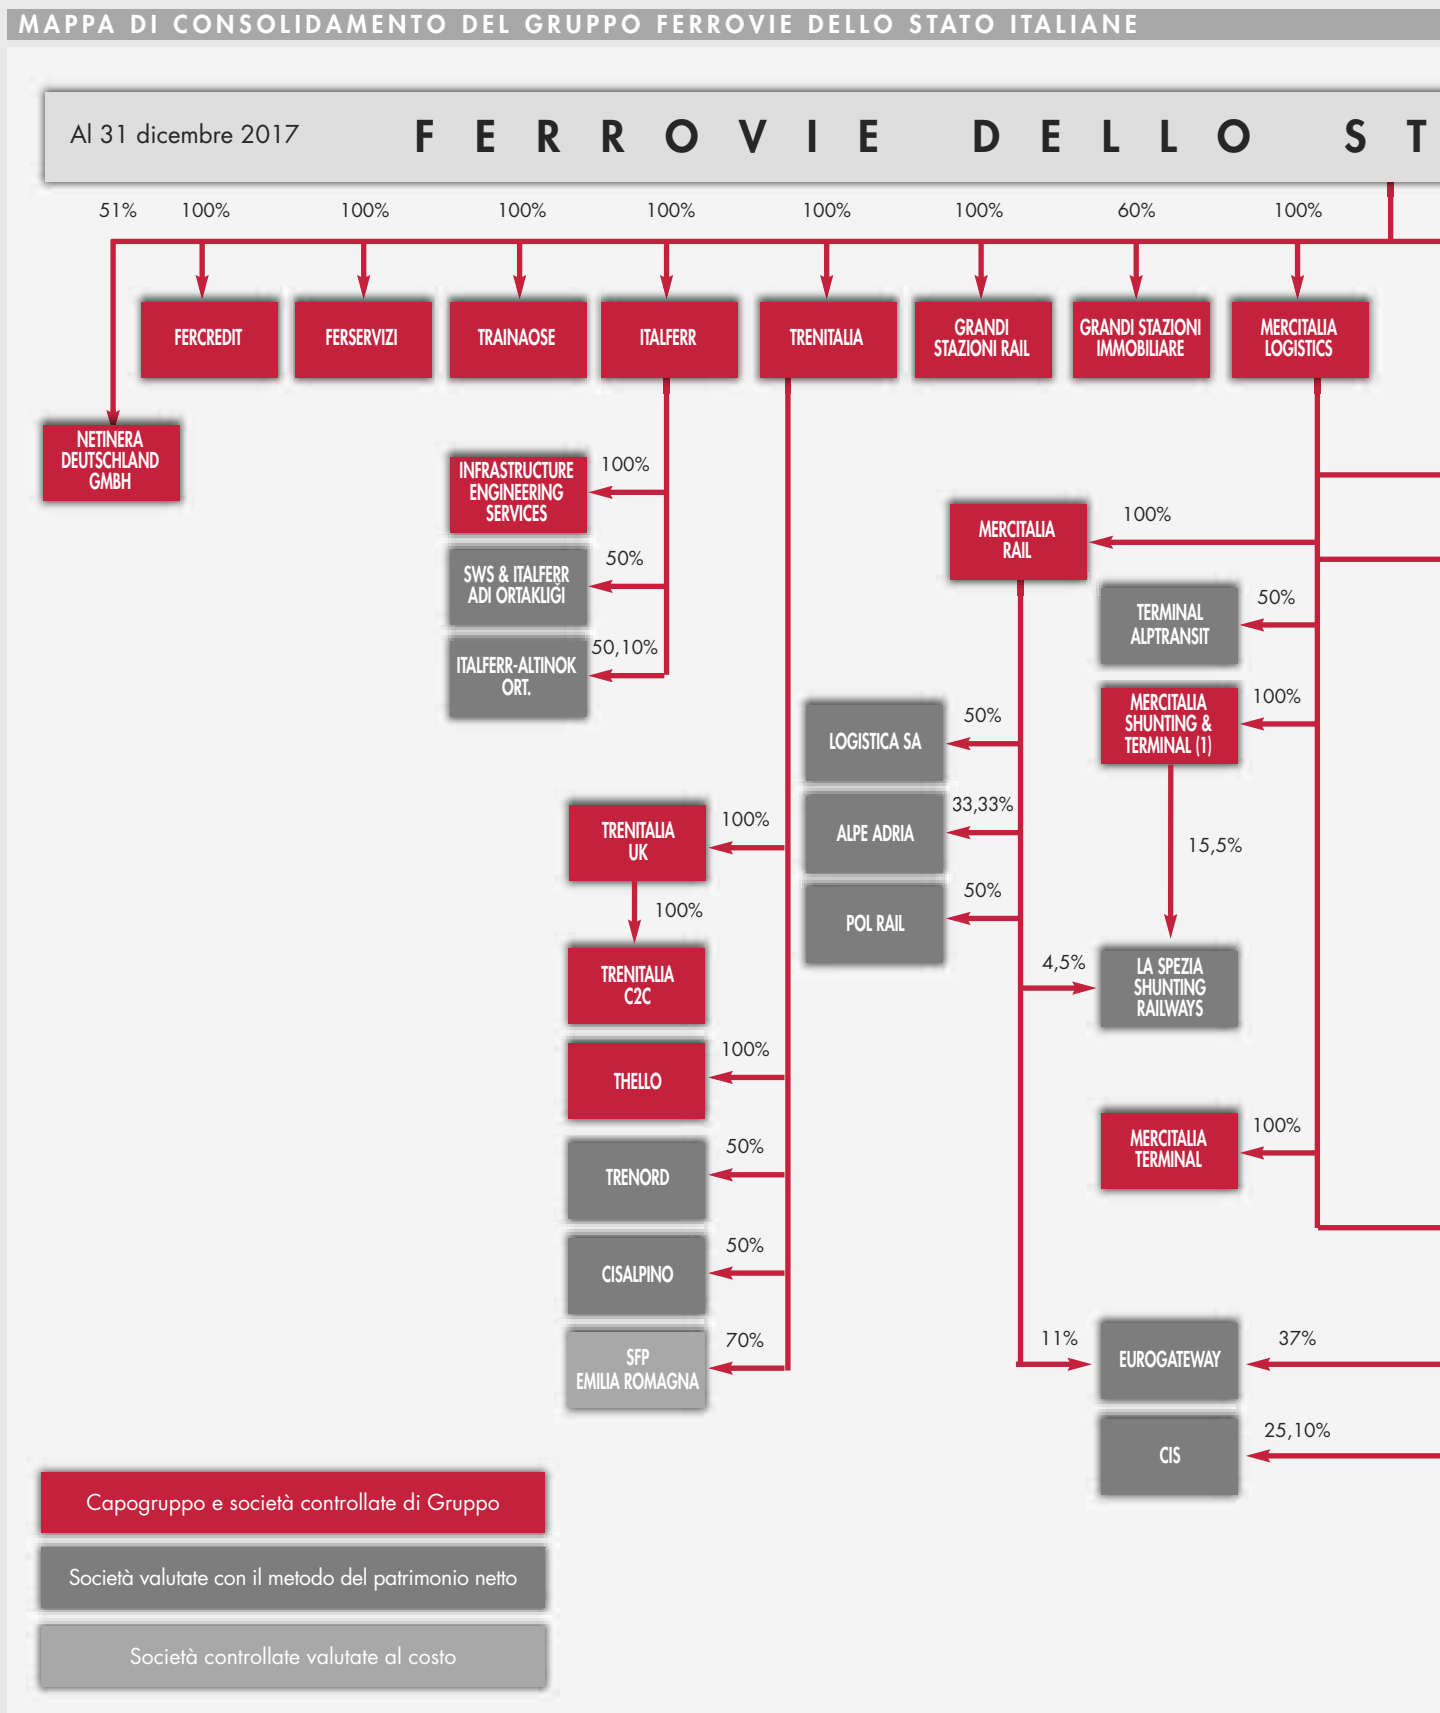 MAPPA DI CONSOLIDAMENTO DEL GRUPPO FERROVIE DELLO STATO ITALIANE
Al 31 dicembre 2017
FERROVIE DELLO ST
51% 100% 100% 100% 100% 100% 100% 60% 100%
FERCREDIT
FERSERVIZI
TRAINAOSE
ITALFERR
TRENITALIA
GRANDI
STAZIONI RAIL
GRANDI STAZIONI
IMMOBILIARE
MERCITALIA
LOGISTICS
NETINERA
DEUTSCHLAND
GMBH
INFRASTRUCTURE
ENGINEERING
SERVICES
100%
SWS & ITALFERR
ADI ORTAKLIĞI
50%
ITALFERR-ALTINOK
ORT.
50,10%
MERCITALIA
RAIL
100%
TERMINAL
ALPTRANSIT
50%
MERCITALIA
SHUNTING &
TERMINAL (1)
100%
LOGISTICA SA
50%
ALPE ADRIA
33,33%
POL RAIL
50%
15,5%
4,5%
LA SPEZIA
SHUNTING
RAILWAYS
TRENITALIA
UK
100%
100%
TRENITALIA
C2C
THELLO
100%
TRENORD
50%
CISALPINO
50%
SFP
EMILIA ROMAGNA
70%
MERCITALIA
TERMINAL
100%
11%
EUROGATEWAY
37%
CIS
25,10%
Capogruppo e società controllate di Gruppo
Società valutate con il metodo del patrimonio netto
Società controllate valutate al costo